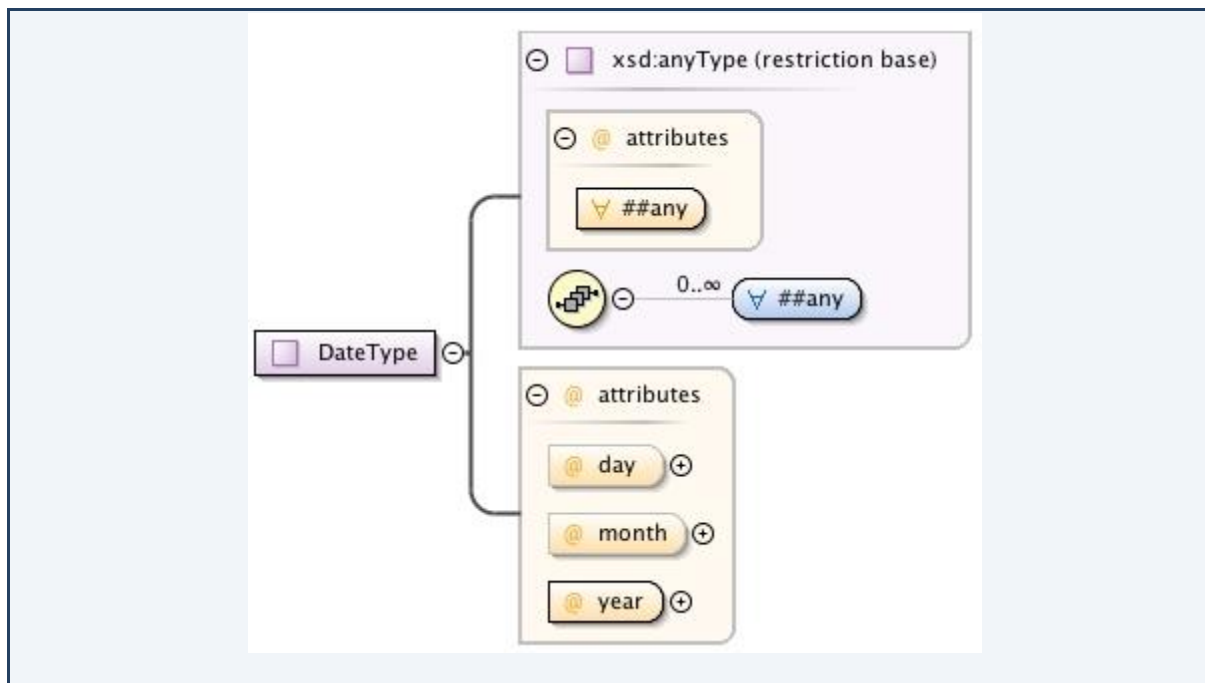 xsd:anyType (restriction base)
@ attributes
∀ ##any
0..∞
∀ ##any
DateType
@ attributes
@ day
@ month
@ year